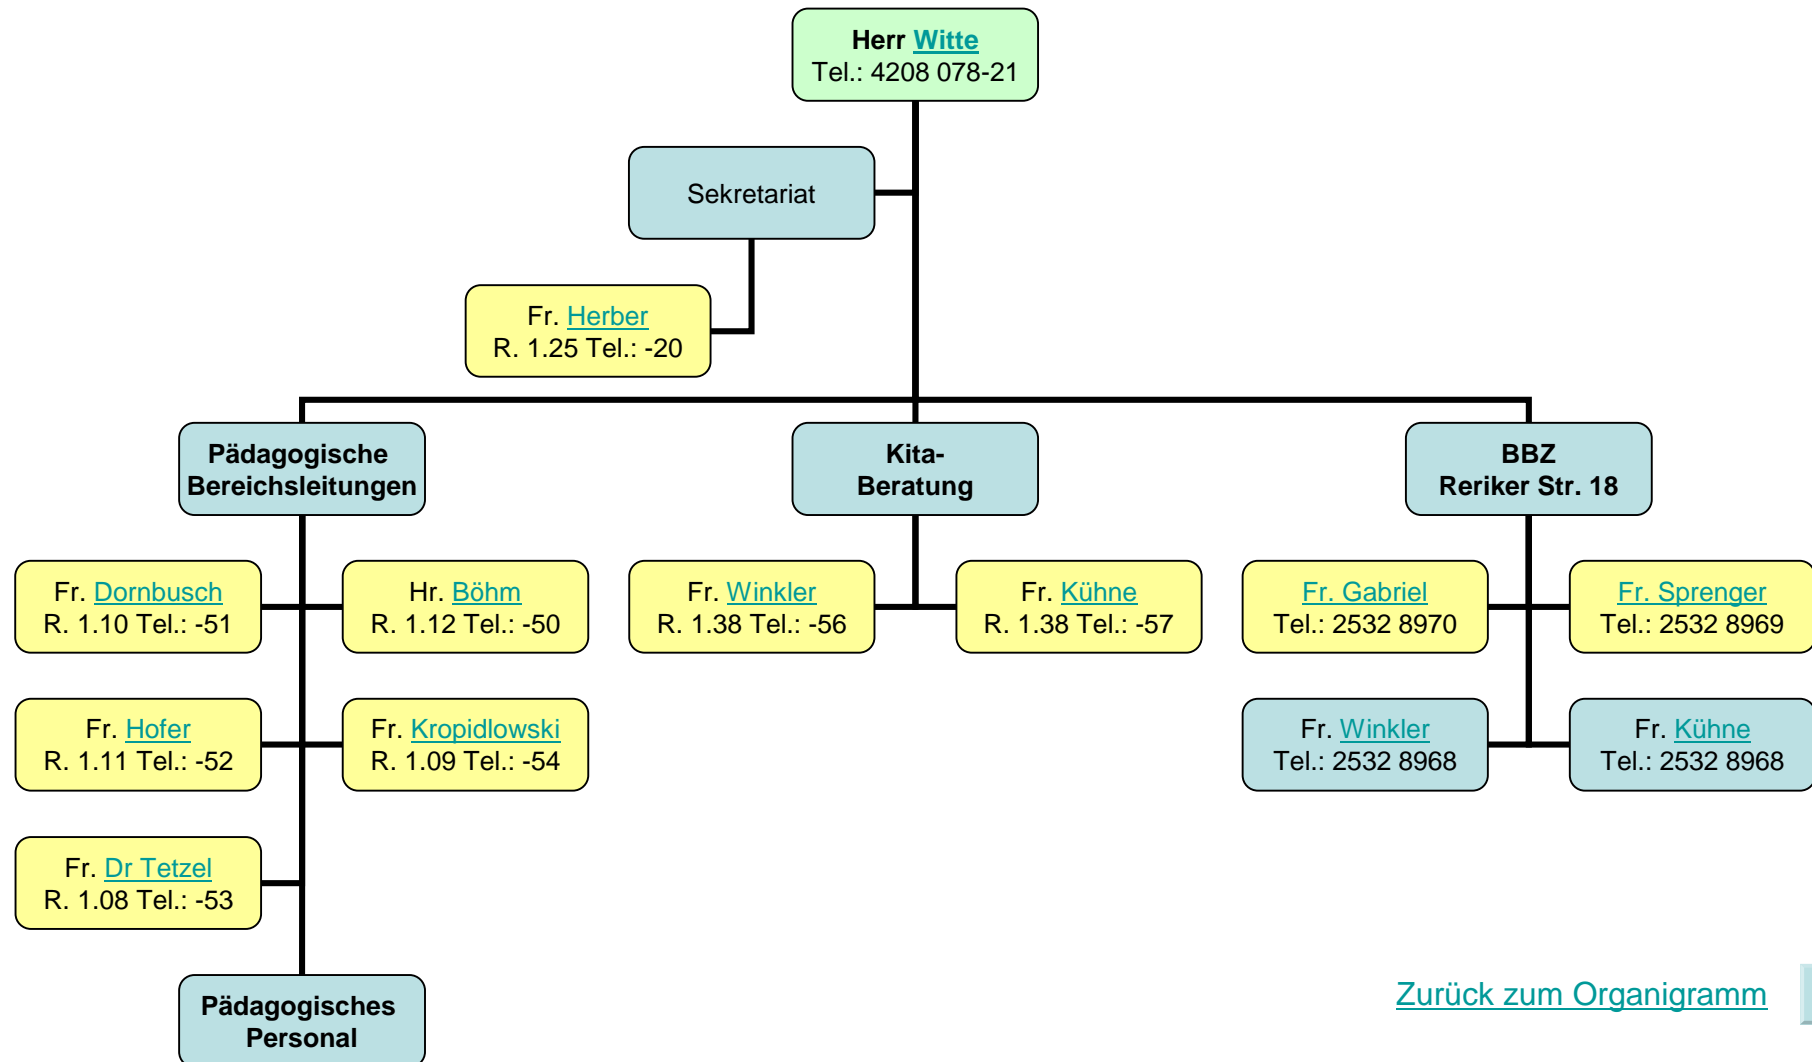 Herr Witte
Tel.: 4208 078-21
Sekretariat
Fr. Herber
R. 1.25 Tel.: -20
Pädagogische
Bereichsleitungen
Kita-
Beratung
BBZ
Reriker Str. 18
Fr. Dornbusch
R. 1.10 Tel.: -51
Hr. Böhm
R. 1.12 Tel.: -50
Fr. Winkler
R. 1.38 Tel.: -56
Fr. Kühne
R. 1.38 Tel.: -57
Fr. Gabriel
Tel.: 2532 8970
Fr. Sprenger
Tel.: 2532 8969
Fr. Hofer
R. 1.11 Tel.: -52
Fr. Kropidlowski
R. 1.09 Tel.: -54
Fr. Winkler
Tel.: 2532 8968
Fr. Kühne
Tel.: 2532 8968
Fr. Dr Tetzel
R. 1.08 Tel.: -53
Pädagogisches
Personal
Zurück zum Organigramm